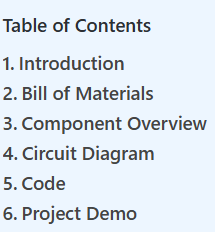 Table of Contents
1. Introduction
2. Bill of Materials
3. Component Overview
4. Circuit Diagram
5. Code
6. Project Demo